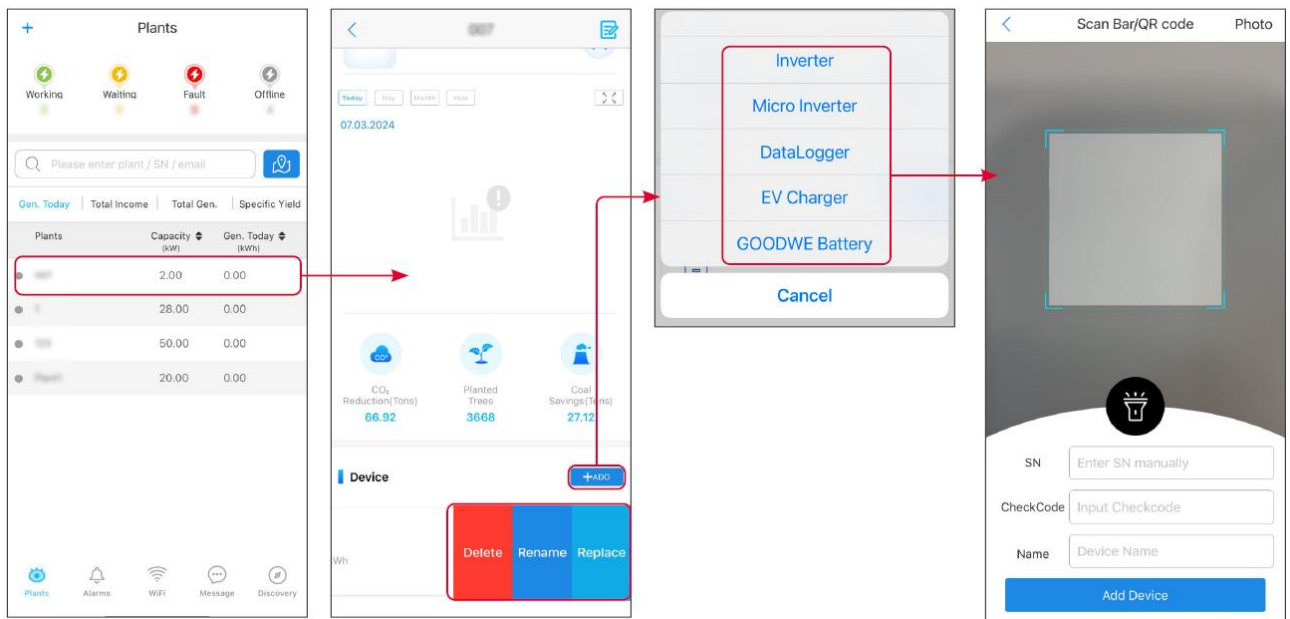 + Plants
Working Waiting Fault Offline
Please enter plant / SN / email
Gen. Today Total Income Total Gen. Specific Yield
Plants Capacity Gen. Today
(kW) (kWh)
2.00 0.00
28.00 0.00
50.00 0.00
20.00 0.00
Plants Alarms WiFi Message Discovery
007
Today Day Month Year
07.03.2024
CO₂ Planted Coal
Reduction(Tons) Trees Savings(Tons)
66.92 3668 27.12
Device +ADD
Wh Delete Rename Replace
Inverter
Micro Inverter
DataLogger
EV Charger
GOODWE Battery
Cancel
Scan Bar/QR code Photo
SN Enter SN manually
CheckCode Input Checkcode
Name Device Name
Add Device